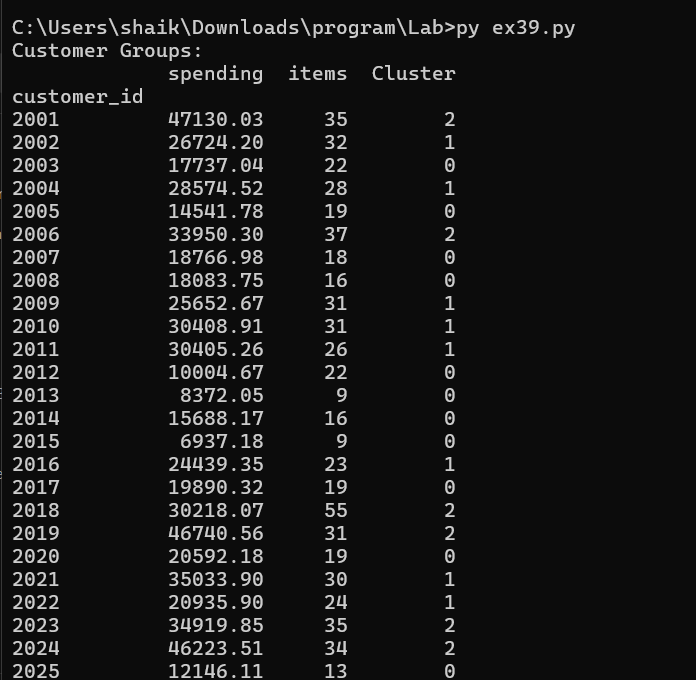 C:\Users\shaik\Downloads\program\Lab>py ex39.py
Customer Groups:
             spending  items  Cluster
customer_id
2001         47130.03     35        2
2002         26724.20     32        1
2003         17737.04     22        0
2004         28574.52     28        1
2005         14541.78     19        0
2006         33950.30     37        2
2007         18766.98     18        0
2008         18083.75     16        0
2009         25652.67     31        1
2010         30408.91     31        1
2011         30405.26     26        1
2012         10004.67     22        0
2013          8372.05      9        0
2014         15688.17     16        0
2015          6937.18      9        0
2016         24439.35     23        1
2017         19890.32     19        0
2018         30218.07     55        2
2019         46740.56     31        2
2020         20592.18     19        0
2021         35033.90     30        1
2022         20935.90     24        1
2023         34919.85     35        2
2024         46223.51     34        2
2025         12146.11     13        0